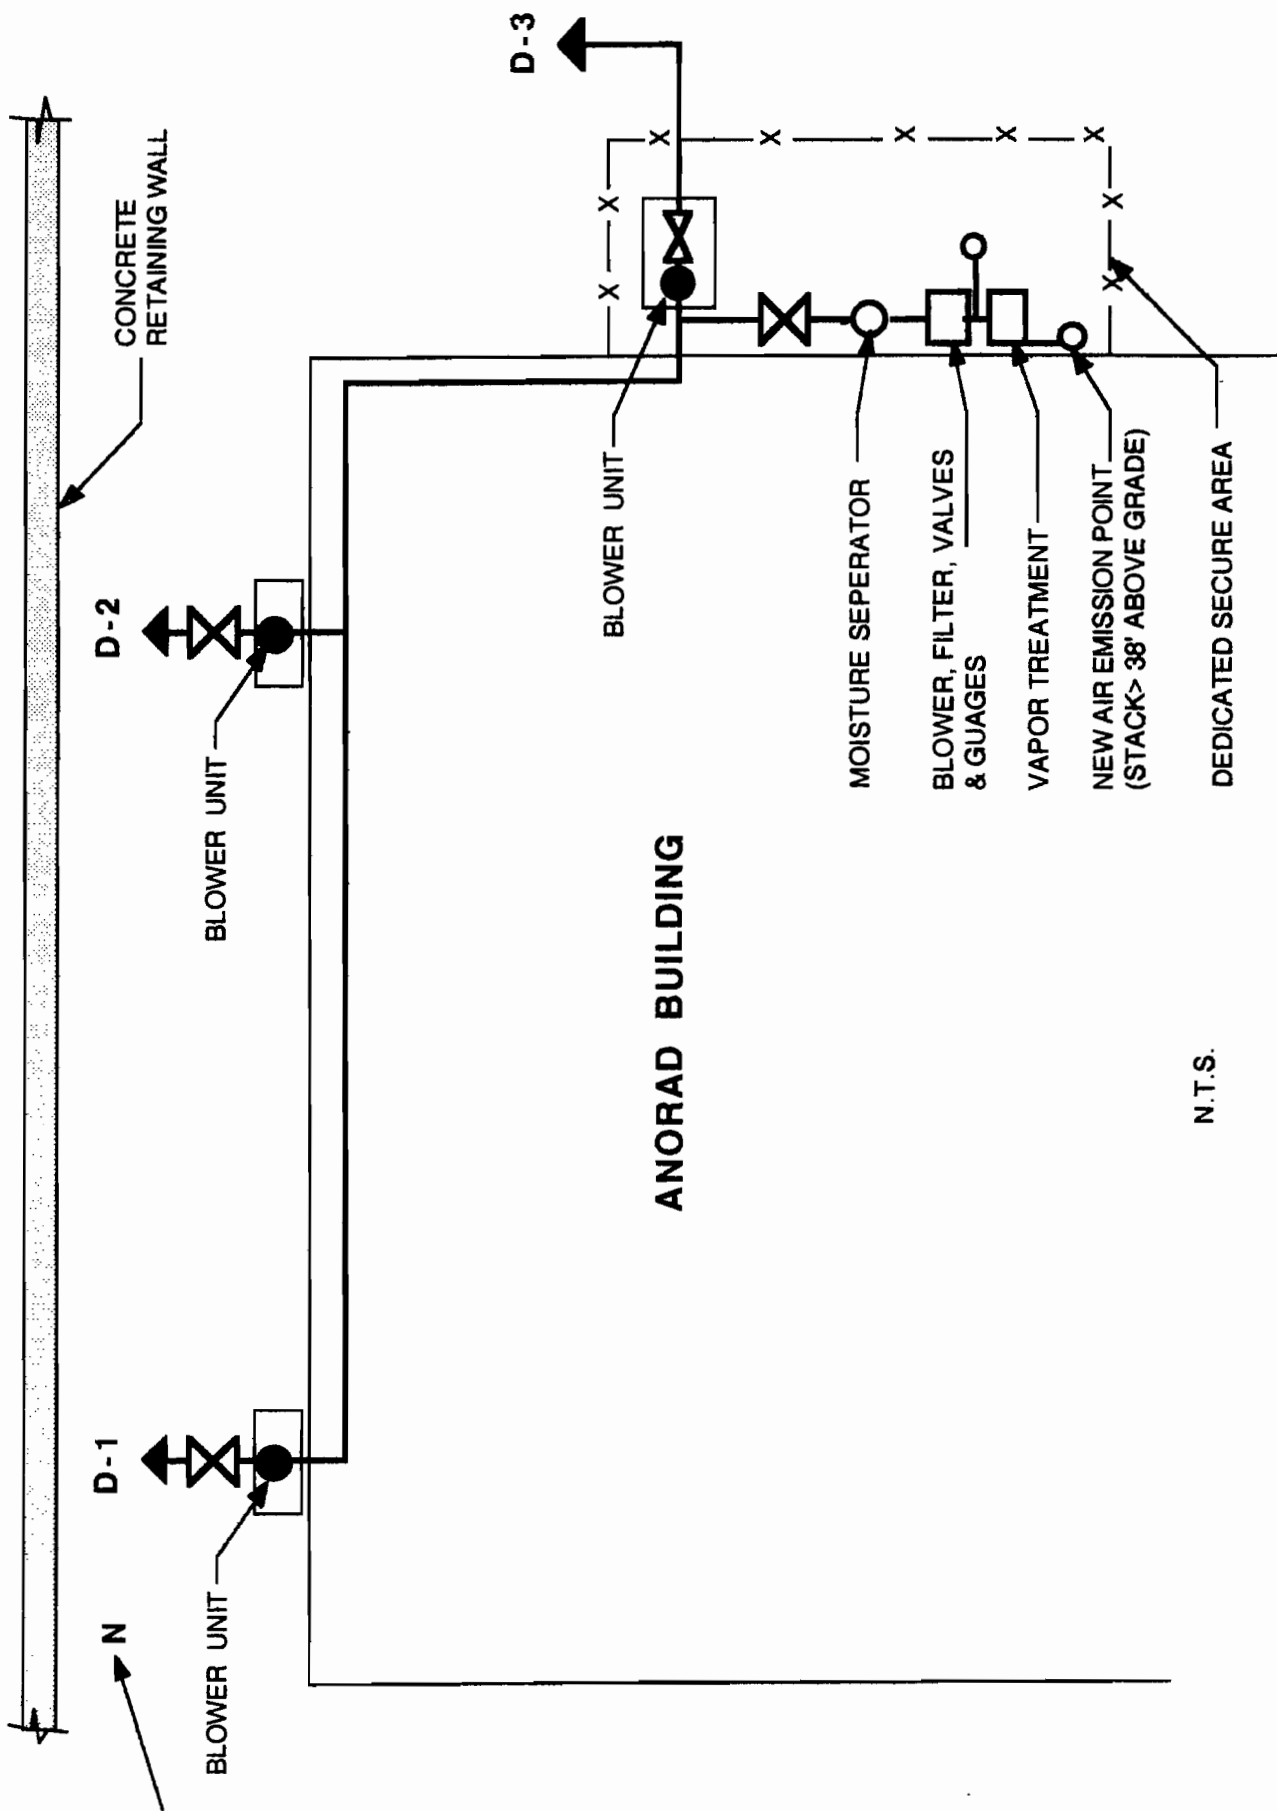 N
D-1
D-2
D-3
CONCRETE
RETAINING WALL
BLOWER UNIT
BLOWER UNIT
BLOWER UNIT
MOISTURE SEPERATOR
BLOWER, FILTER, VALVES
& GUAGES
VAPOR TREATMENT
NEW AIR EMISSION POINT
(STACK> 38' ABOVE GRADE)
DEDICATED SECURE AREA
ANORAD BUILDING
N.T.S.
X
X
X
X
X
X
X
X
X